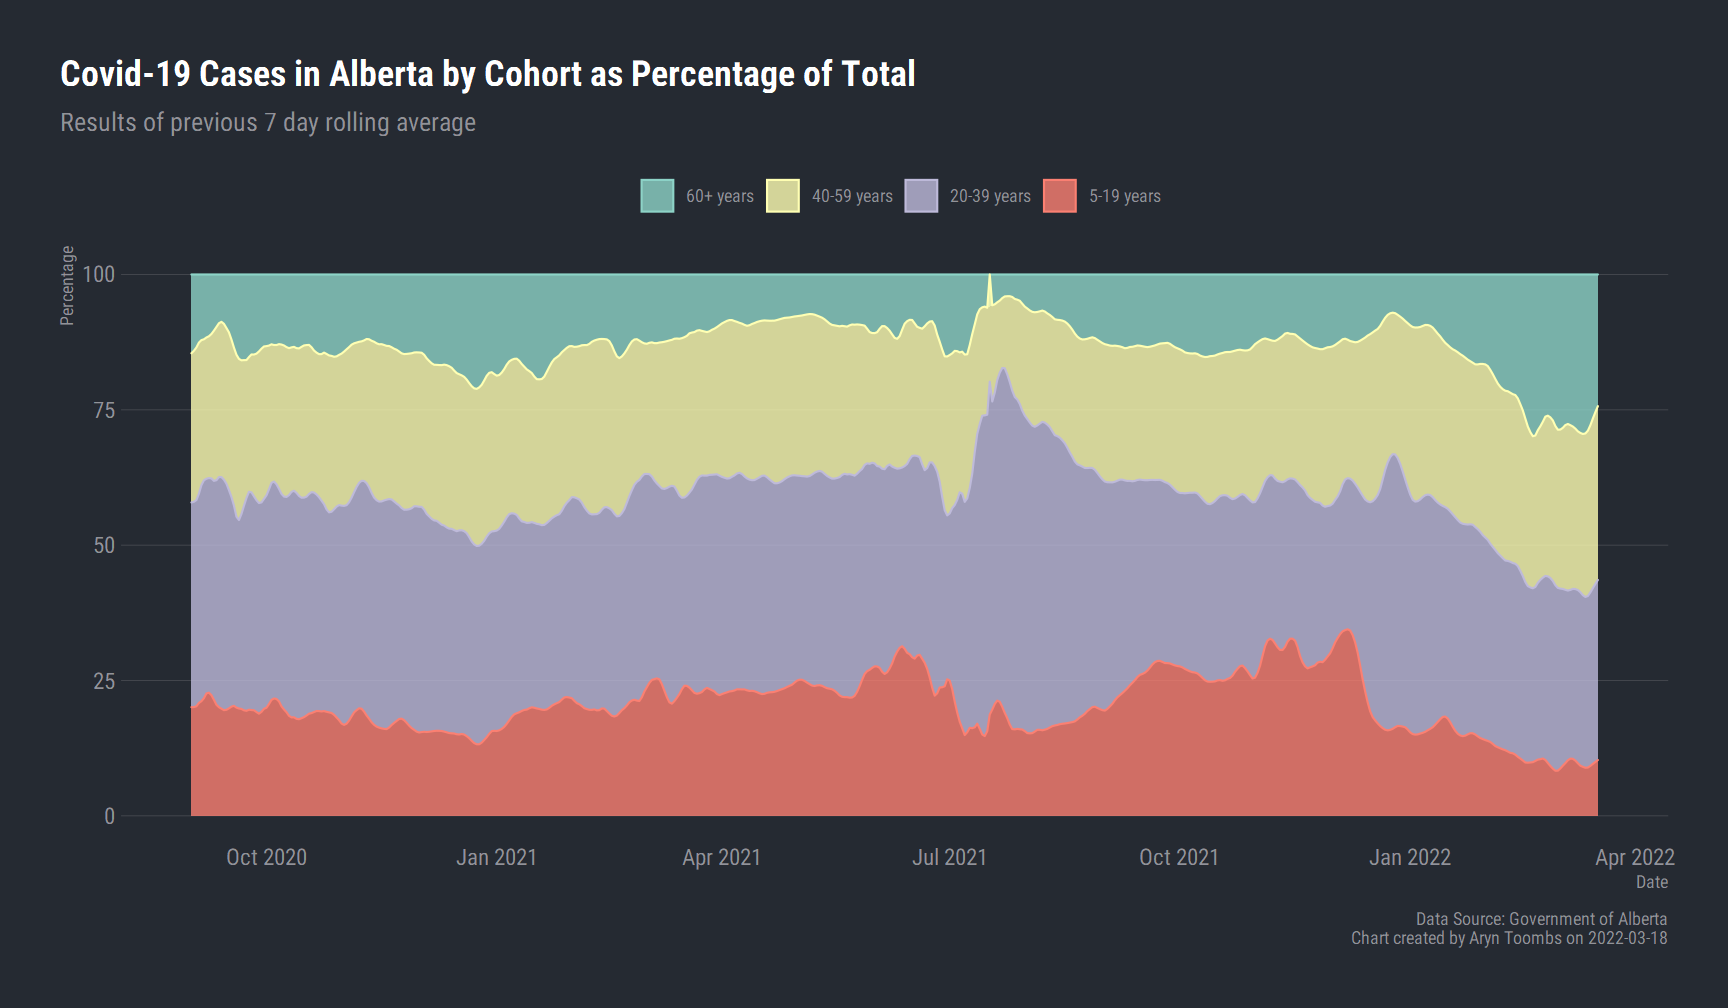 Covid-19 Cases in Alberta by Cohort as Percentage of Total
Results of previous 7 day rolling average
60+ years 40-59 years 20-39 years 5-19 years
Percentage
100
75
50
25
0
Oct 2020 Jan 2021 Apr 2021 Jul 2021 Oct 2021 Jan 2022 Apr 2022
Date
Data Source: Government of Alberta
Chart created by Aryn Toombs on 2022-03-18